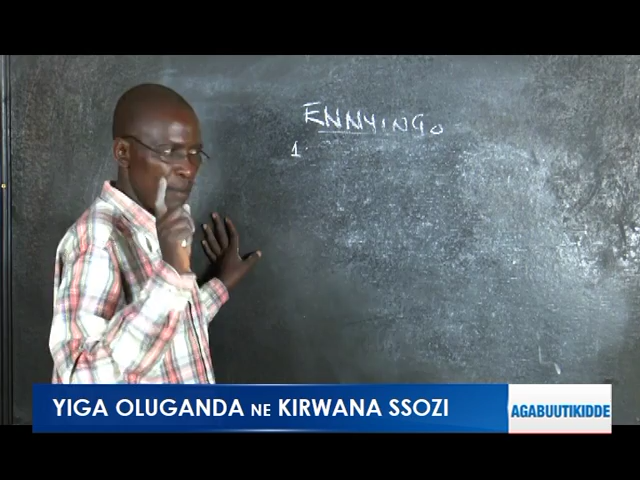 ENNYINGO
1
YIGA OLUGANDA NE KIRWANA SSOZI
AGABUUTIKIDDE